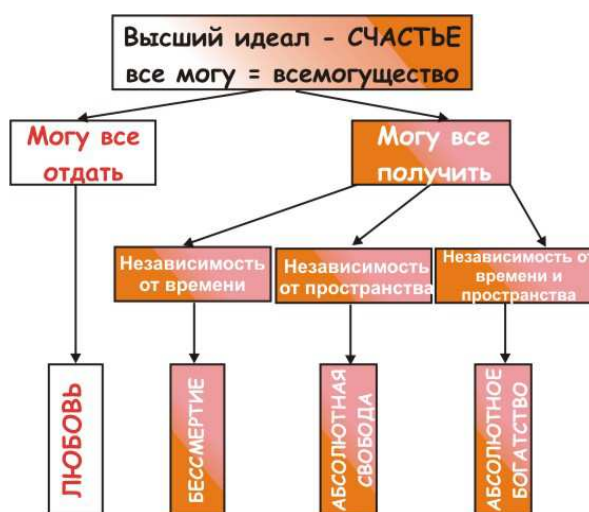 Высший идеал - СЧАСТЬЕ
все могу = всемогущество
Могу все
отдать
Могу все
получить
Независимость
от времени
Независимость
от пространства
Независимость от
времени и
пространства
ЛЮБОВЬ
БЕССМЕРТИЕ
АБСОЛЮТНАЯ
СВОБОДА
АБСОЛЮТНОЕ
БОГАТСТВО